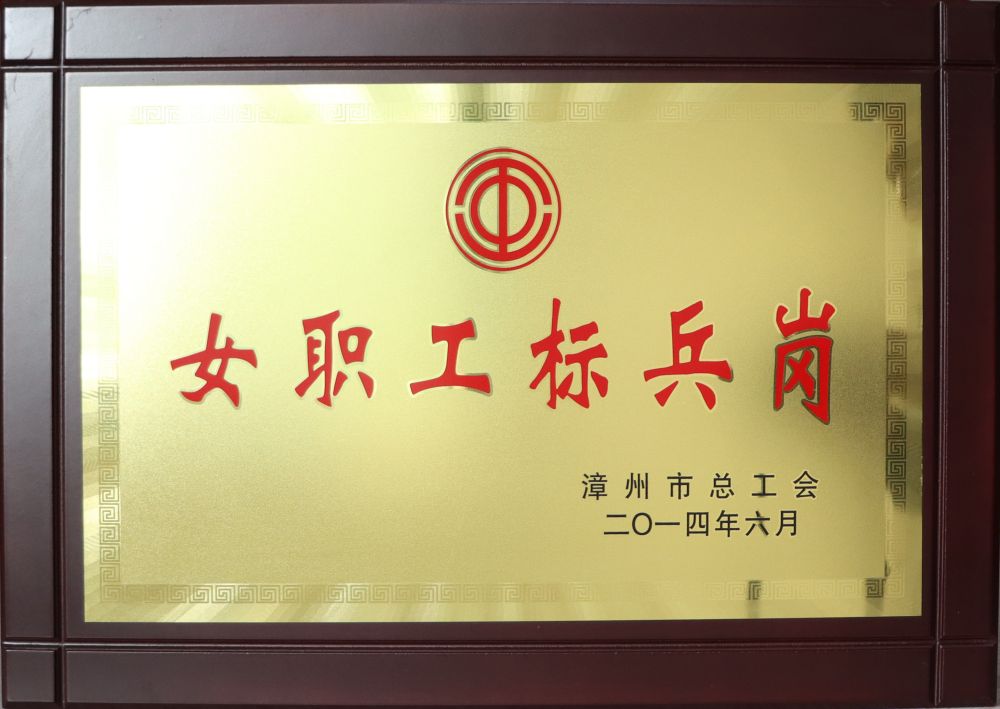 女职工标兵岗
漳州市总工会
二〇一四年六月